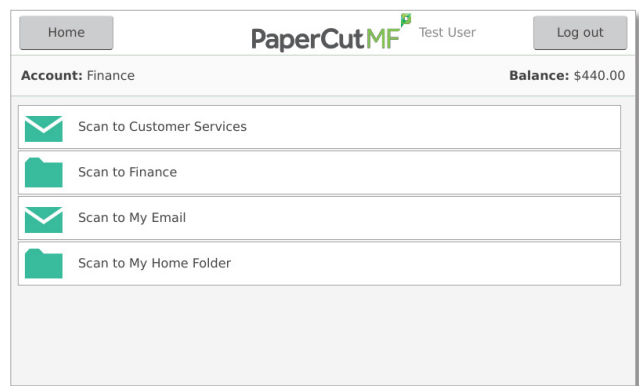 Home
PaperCutMF
Test User
Log out
Account: Finance
Balance: $440.00
Scan to Customer Services
Scan to Finance
Scan to My Email
Scan to My Home Folder